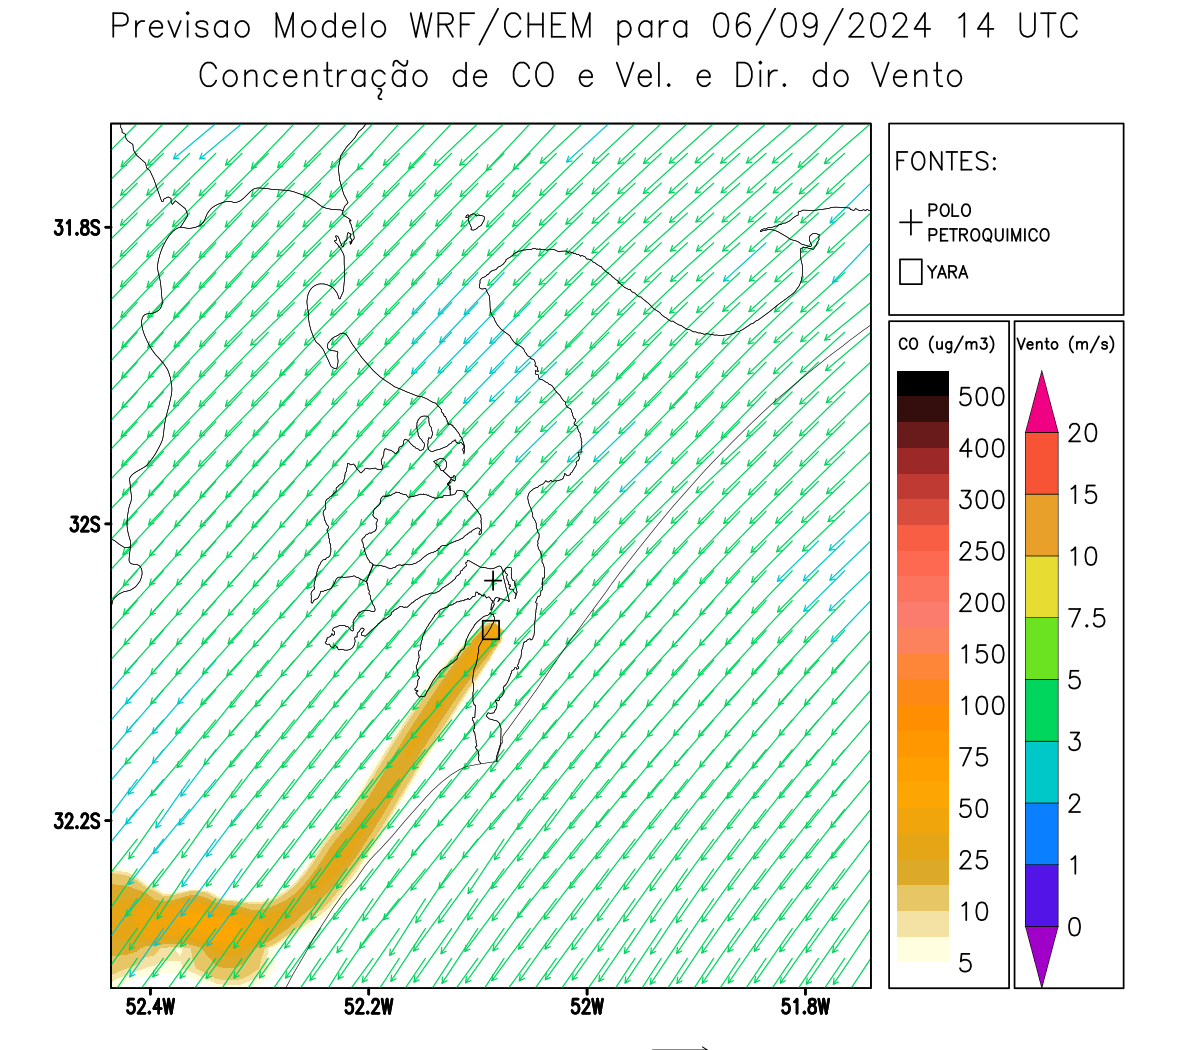 Previsao Modelo WRF/CHEM para 06/09/2024 14 UTC
Concentração de CO e Vel. e Dir. do Vento
FONTES:
POLO
PETROQUIMICO
YARA
CO (ug/m3)
500
400
300
250
200
150
100
75
50
25
10
5
Vento (m/s)
20
15
10
7.5
5
3
2
1
0
31.8S
32S
32.2S
52.4W
52.2W
52W
51.8W